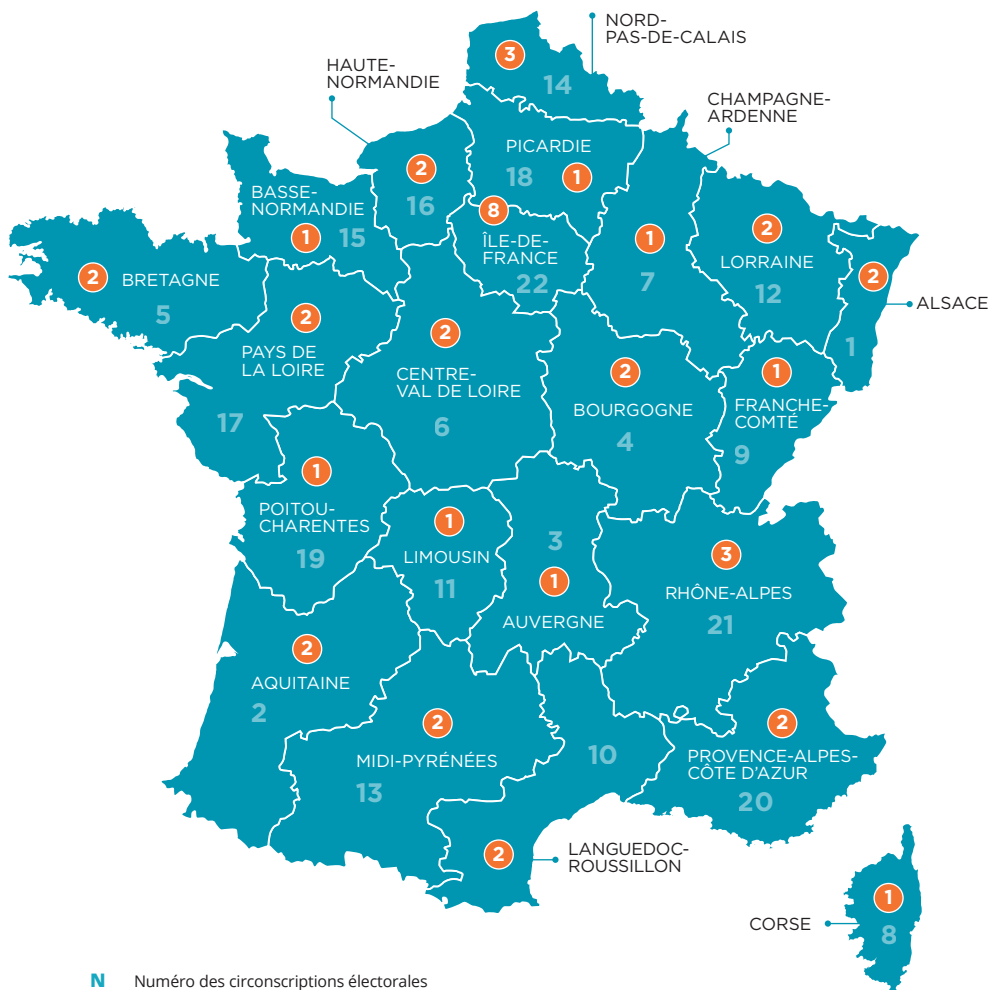 NORD-
PAS-DE-CALAIS
3
14
HAUTE-
NORMANDIE
CHAMPAGNE-
ARDENNE
PICARDIE
18
1
2
16
BASSE-
NORMANDIE
1
15
8
ÎLE-DE-
FRANCE
22
1
7
2
LORRAINE
12
2
ALSACE
1
2
BRETAGNE
5
2
PAYS DE
LA LOIRE
17
2
CENTRE-
VAL DE LOIRE
6
2
BOURGOGNE
4
1
FRANCHE-
COMTÉ
9
1
POITOU-
CHARENTES
19
1
LIMOUSIN
11
3
1
AUVERGNE
3
RHÔNE-ALPES
21
2
AQUITAINE
2
2
MIDI-PYRÉNÉES
13
10
2
LANGUEDOC-
ROUSSILLON
2
PROVENCE-ALPES-
CÔTE D'AZUR
20
1
CORSE
8
N Numéro des circonscriptions électorales